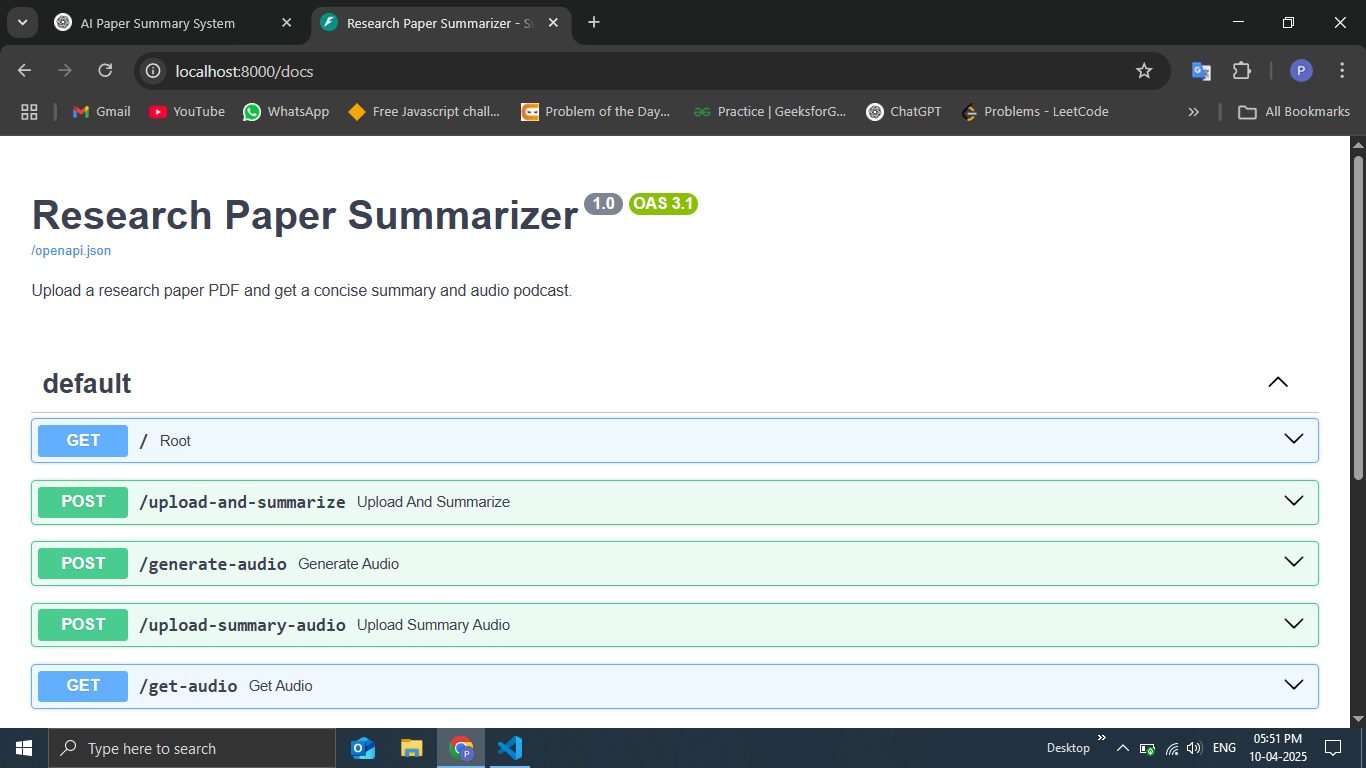 AI Paper Summary System
Research Paper Summarizer - S
localhost:8000/docs
P
Gmail
YouTube
WhatsApp
Free Javascript chall...
Problem of the Day...
Practice | GeeksforG...
ChatGPT
Problems - LeetCode
»
All Bookmarks
Research Paper Summarizer 1.0 OAS 3.1
/openapi.json
Upload a research paper PDF and get a concise summary and audio podcast.
default
GET / Root
POST /upload-and-summarize Upload And Summarize
POST /generate-audio Generate Audio
POST /upload-summary-audio Upload Summary Audio
GET /get-audio Get Audio
Type here to search
Desktop
»
ENG
05:51 PM
10-04-2025